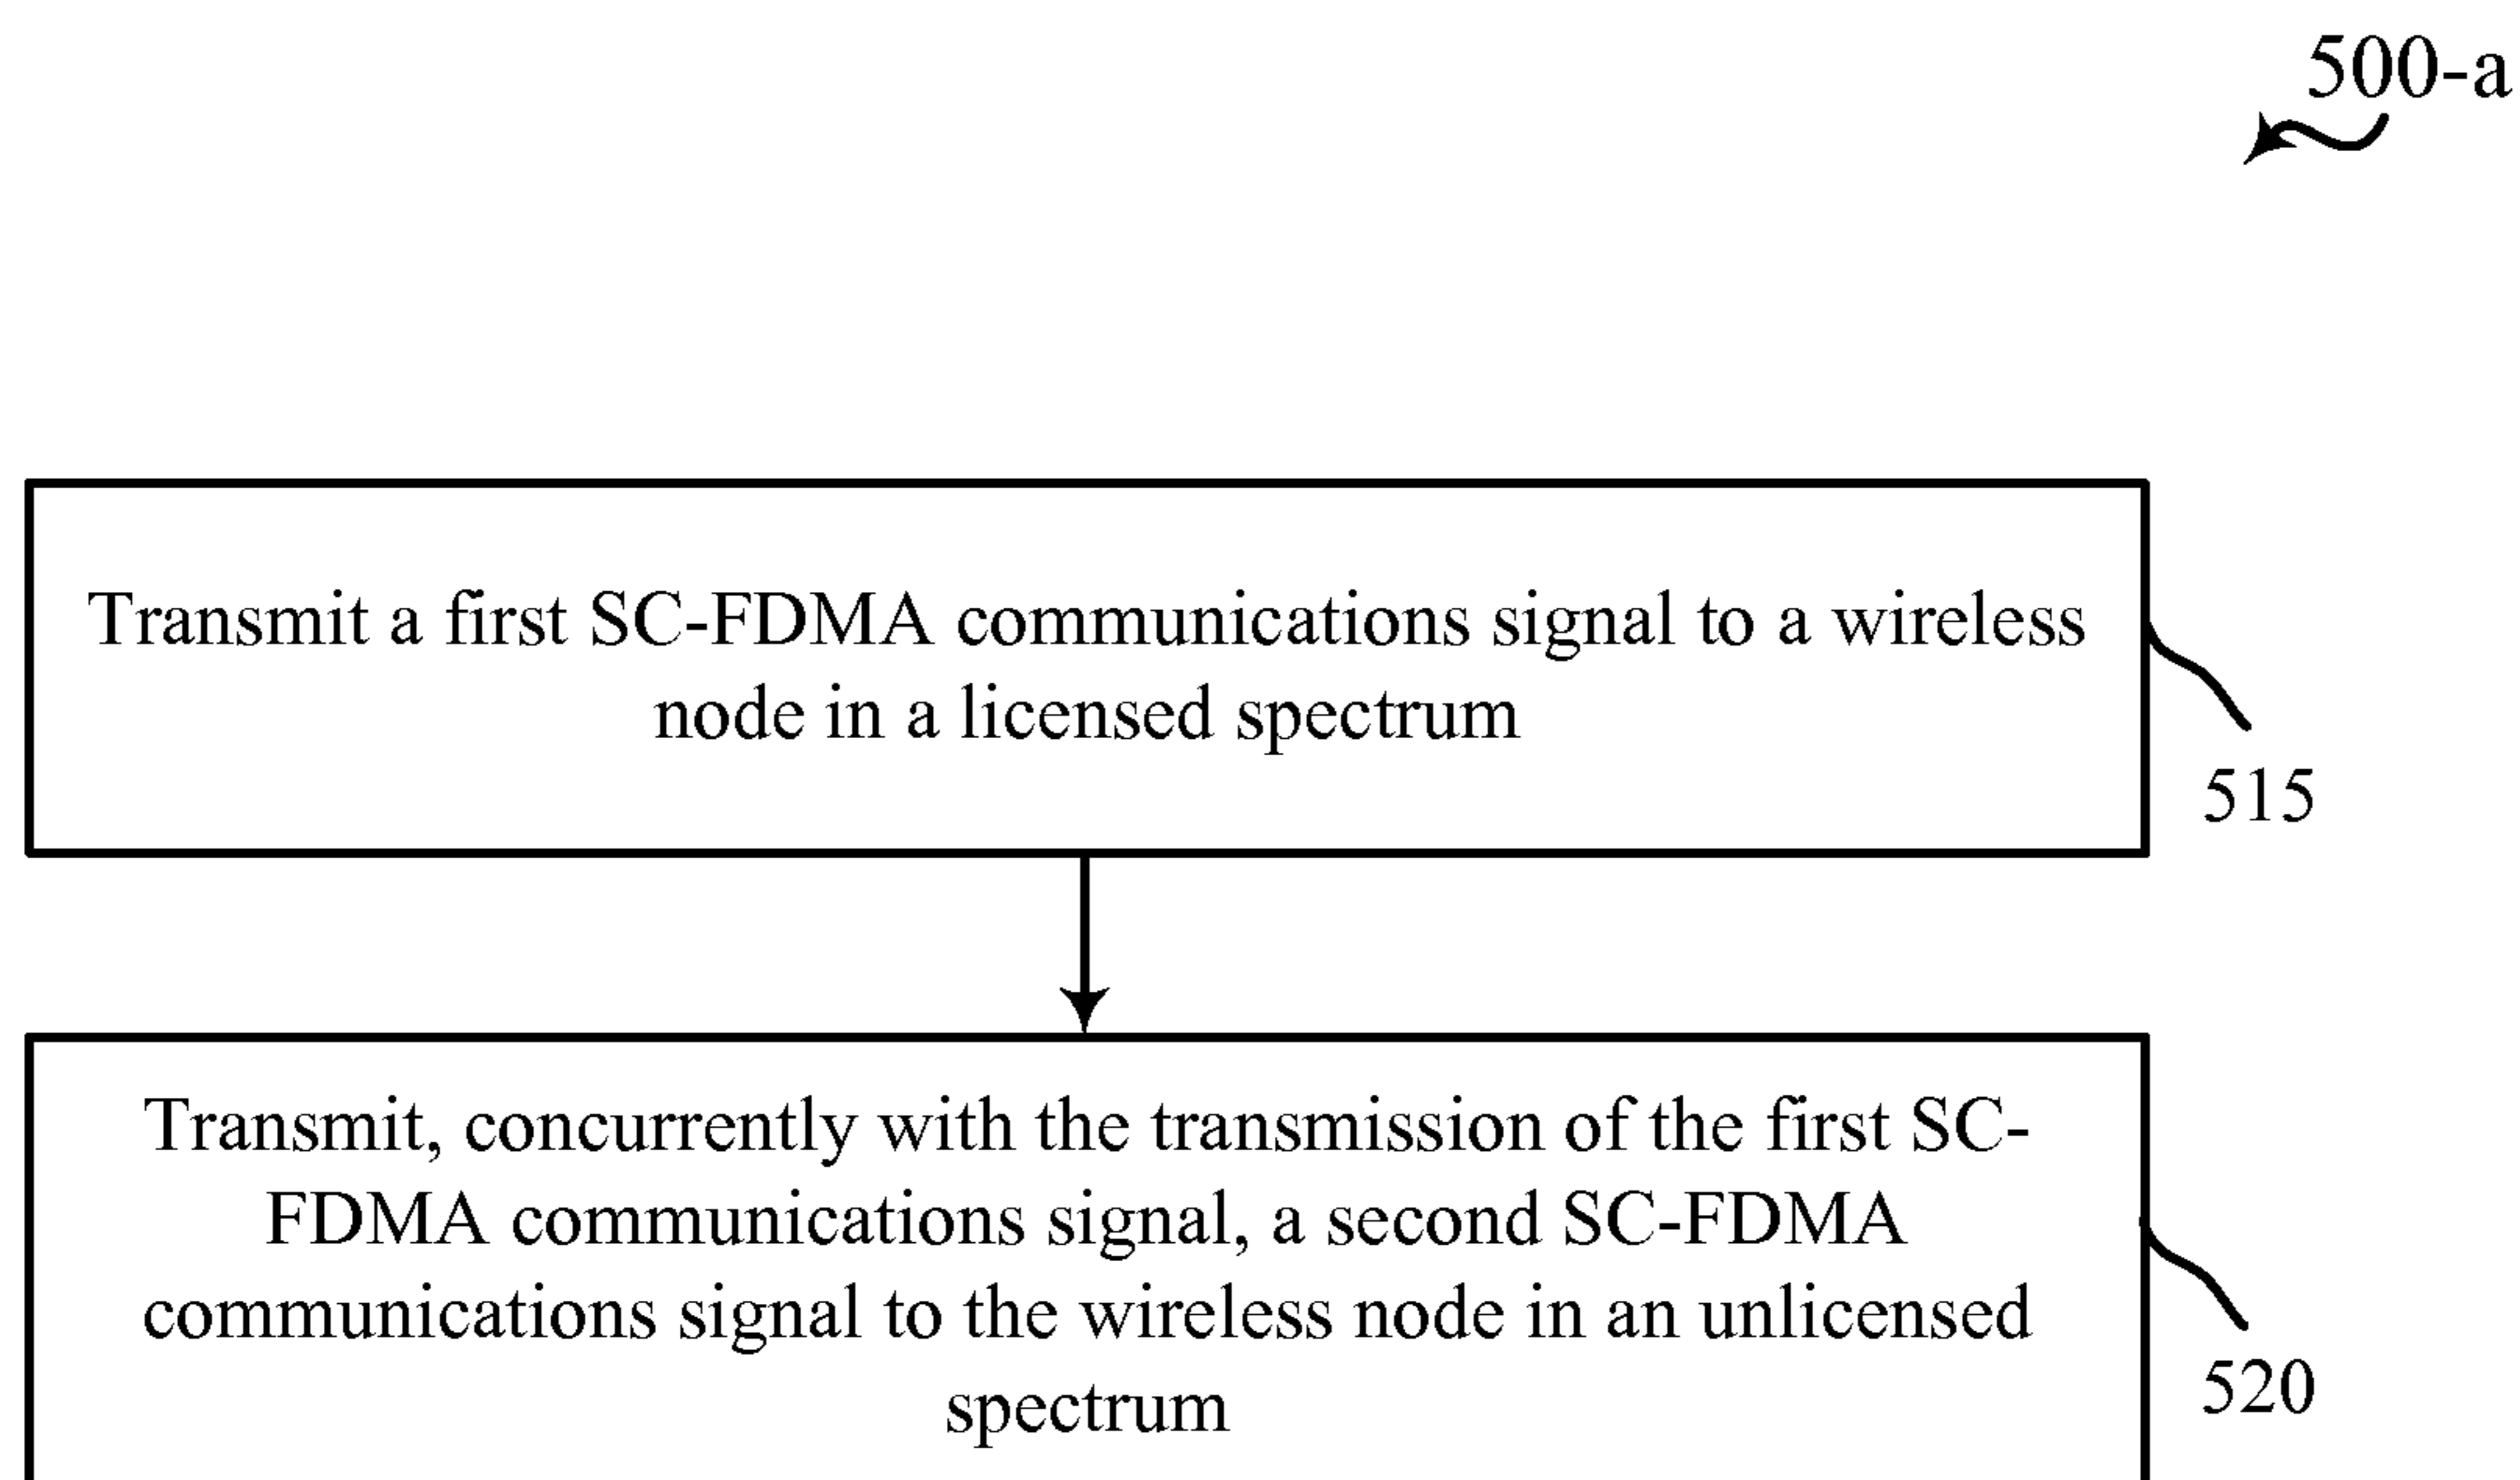 500-a
Transmit a first SC-FDMA communications signal to a wireless
node in a licensed spectrum
515
Transmit, concurrently with the transmission of the first SC-
FDMA communications signal, a second SC-FDMA
communications signal to the wireless node in an unlicensed
spectrum
520